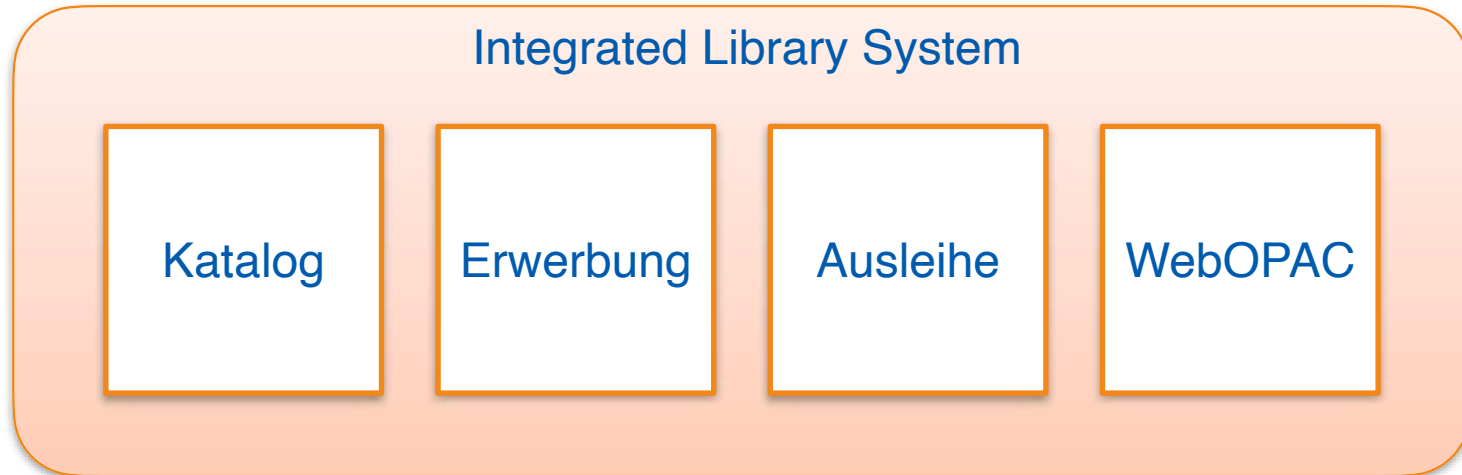 Integrated Library System
Katalog
Erwerbung
Ausleihe
WebOPAC